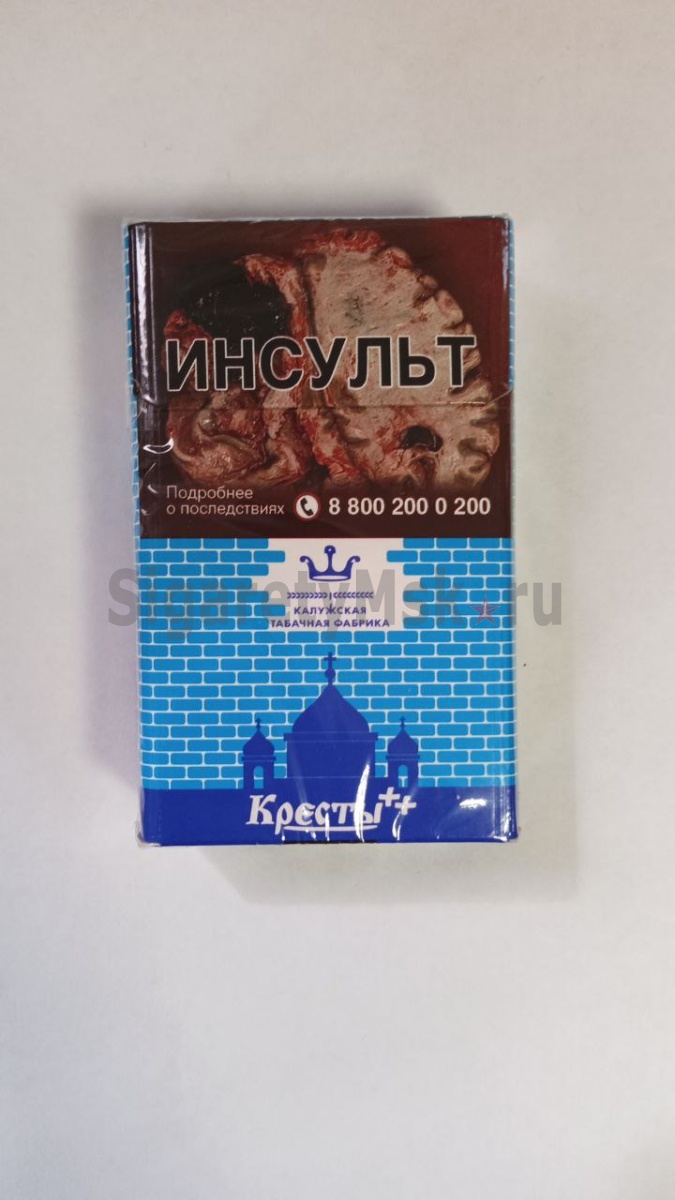 ИНСУЛЬТ
Подробнее
о последствиях 8 800 200 0 200
SigaretyMsk.ru
КАЛУЖСКАЯ
ТАБАЧНАЯ ФАБРИКА
Кресты++